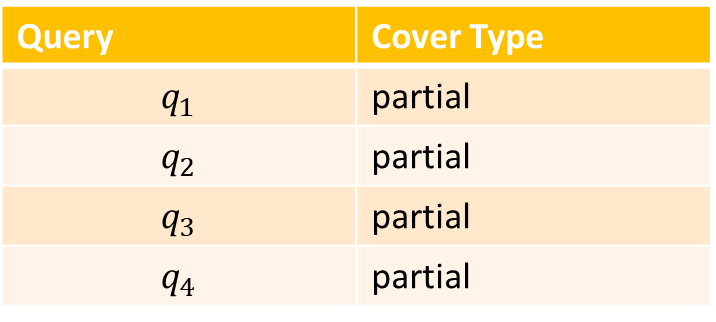 Query Cover Type
q₁ partial
q₂ partial
q₃ partial
q₄ partial